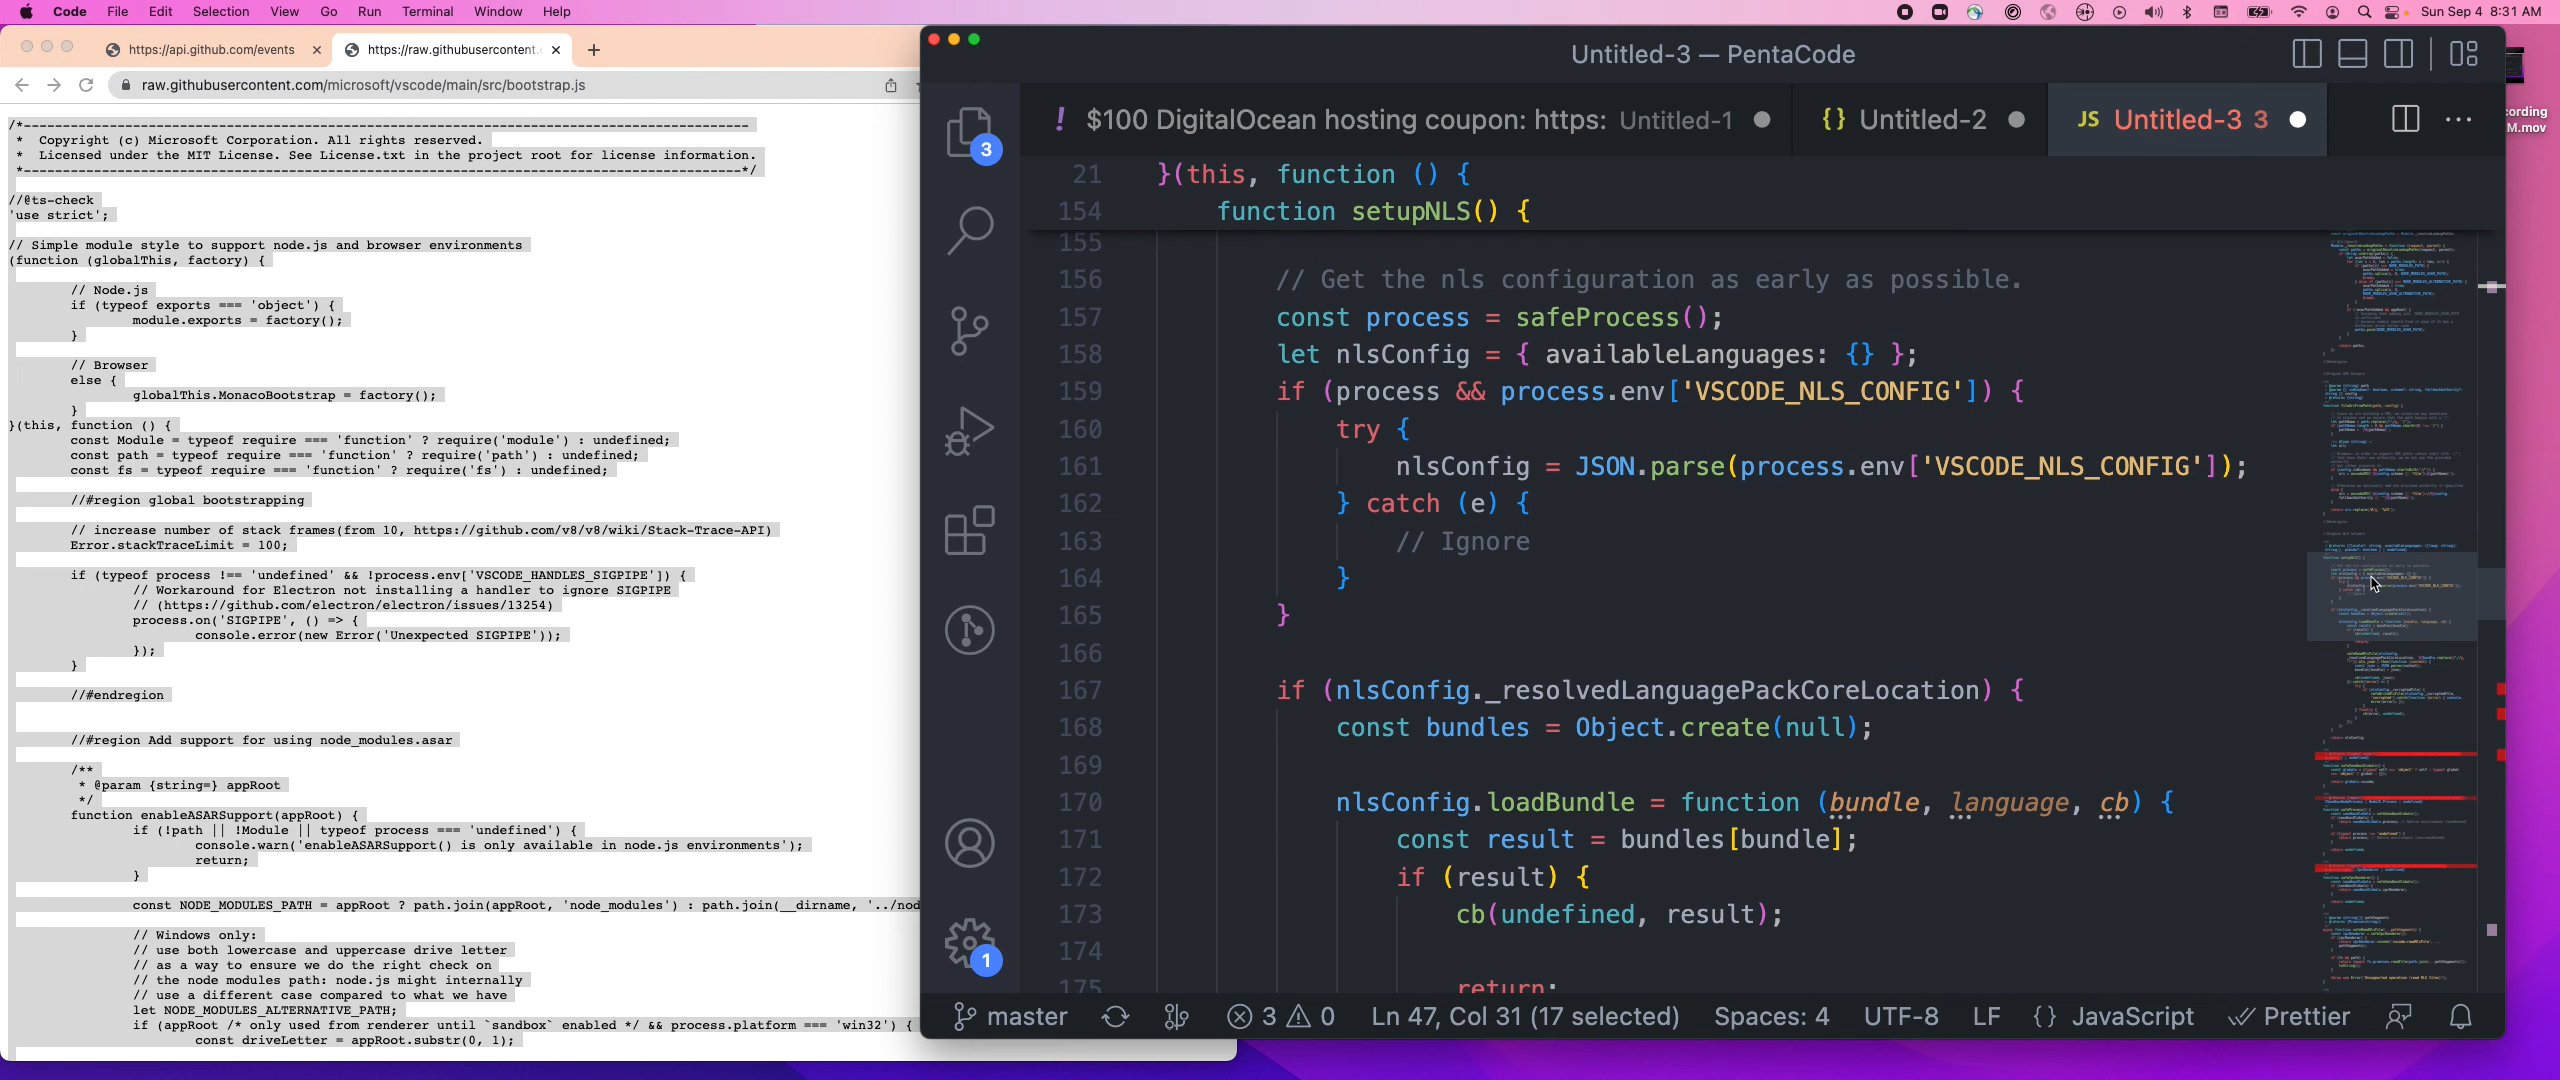 Code File Edit Selection View Go Run Terminal Window Help
Sun Sep 4 8:31 AM
https://api.github.com/events
https://raw.githubusercontent.
raw.githubusercontent.com/microsoft/vscode/main/src/bootstrap.js
/*---------------------------------------------------------------------------------------------
 *  Copyright (c) Microsoft Corporation. All rights reserved.
 *  Licensed under the MIT License. See License.txt in the project root for license information.
 *--------------------------------------------------------------------------------------------*/
//@ts-check
'use strict';
// Simple module style to support node.js and browser environments
(function (globalThis, factory) {
// Node.js
if (typeof exports === 'object') {
module.exports = factory();
}
// Browser
else {
globalThis.MonacoBootstrap = factory();
}
}(this, function () {
const Module = typeof require === 'function' ? require('module') : undefined;
const path = typeof require === 'function' ? require('path') : undefined;
const fs = typeof require === 'function' ? require('fs') : undefined;
//#region global bootstrapping
// increase number of stack frames(from 10, https://github.com/v8/v8/wiki/Stack-Trace-API)
Error.stackTraceLimit = 100;
if (typeof process !== 'undefined' && !process.env['VSCODE_HANDLES_SIGPIPE']) {
// Workaround for Electron not installing a handler to ignore SIGPIPE
// (https://github.com/electron/electron/issues/13254)
process.on('SIGPIPE', () => {
console.error(new Error('Unexpected SIGPIPE'));
});
}
//#endregion
//#region Add support for using node_modules.asar
/**
 * @param {string=} appRoot
 */
function enableASARSupport(appRoot) {
if (!path || !Module || typeof process === 'undefined') {
console.warn('enableASARSupport() is only available in node.js environments');
return;
}
const NODE_MODULES_PATH = appRoot ? path.join(appRoot, 'node_modules') : path.join(__dirname, '../nod
// Windows only:
// use both lowercase and uppercase drive letter
// as a way to ensure we do the right check on
// the node modules path: node.js might internally
// use a different case compared to what we have
let NODE_MODULES_ALTERNATIVE_PATH;
if (appRoot /* only used from renderer until `sandbox` enabled */ && process.platform === 'win32') {
const driveLetter = appRoot.substr(0, 1);
Untitled-3 — PentaCode
! $100 DigitalOcean hosting coupon: https: Untitled-1
{} Untitled-2
JS Untitled-3 3
3
1
21 }(this, function () {
154 function setupNLS() {
155
156 // Get the nls configuration as early as possible.
157 const process = safeProcess();
158 let nlsConfig = { availableLanguages: {} };
159 if (process && process.env['VSCODE_NLS_CONFIG']) {
160 try {
161 nlsConfig = JSON.parse(process.env['VSCODE_NLS_CONFIG']);
162 } catch (e) {
163 // Ignore
164 }
165 }
166
167 if (nlsConfig._resolvedLanguagePackCoreLocation) {
168 const bundles = Object.create(null);
169
170 nlsConfig.loadBundle = function (bundle, language, cb) {
171 const result = bundles[bundle];
172 if (result) {
173 cb(undefined, result);
174
175 return;
master 3 0 Ln 47, Col 31 (17 selected) Spaces: 4 UTF-8 LF {} JavaScript Prettier
cording
M.mov